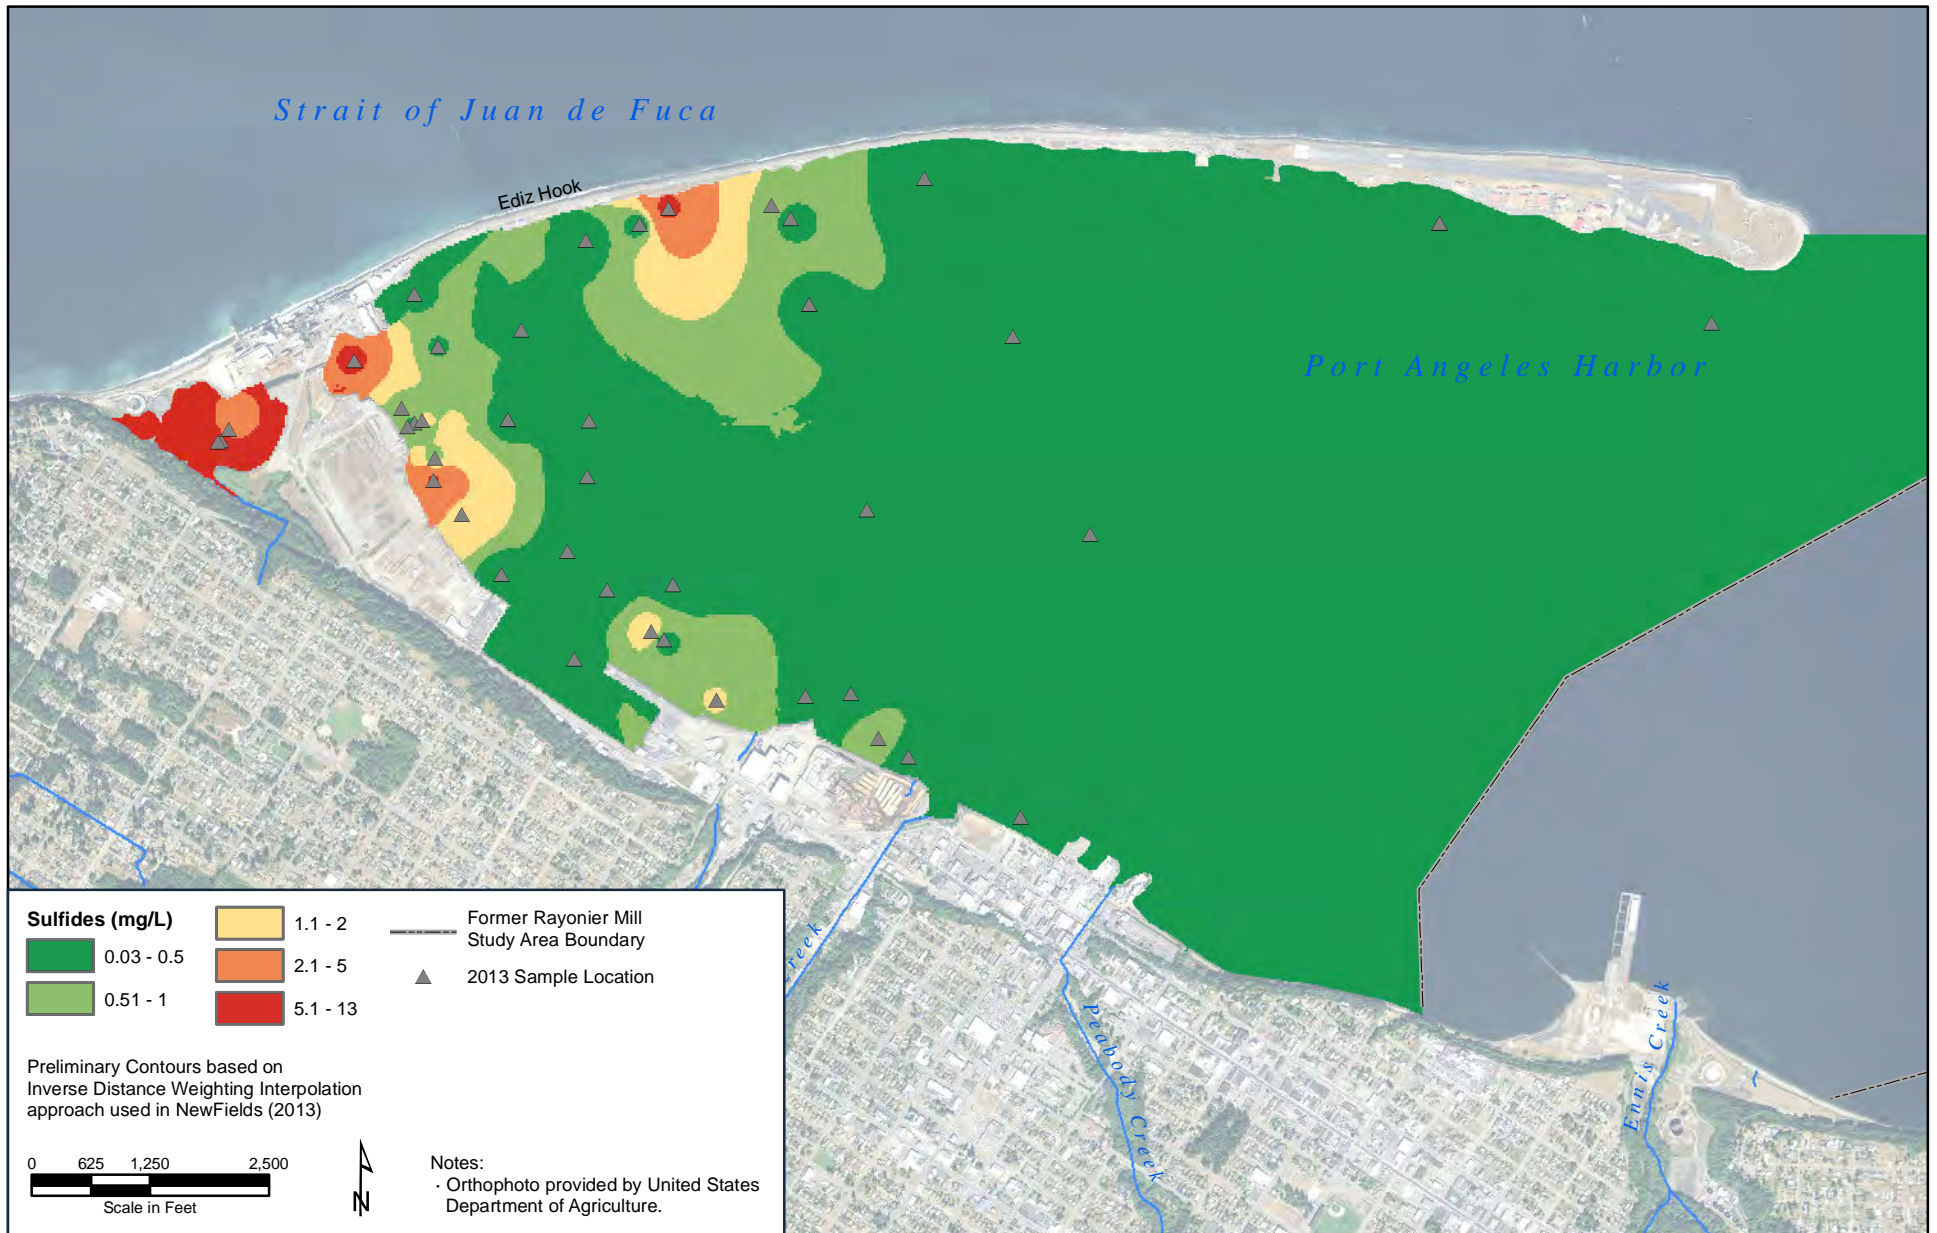 Strait of Juan de Fuca
Ediz Hook
Port Angeles Harbor
Creek
Peabody Creek
Ennis Creek
Sulfides (mg/L)
0.03 - 0.5
0.51 - 1
1.1 - 2
2.1 - 5
5.1 - 13
Former Rayonier Mill
Study Area Boundary
2013 Sample Location
Preliminary Contours based on
Inverse Distance Weighting Interpolation
approach used in NewFields (2013)
0 625 1,250 2,500
Scale in Feet
N
Notes:
· Orthophoto provided by United States
Department of Agriculture.